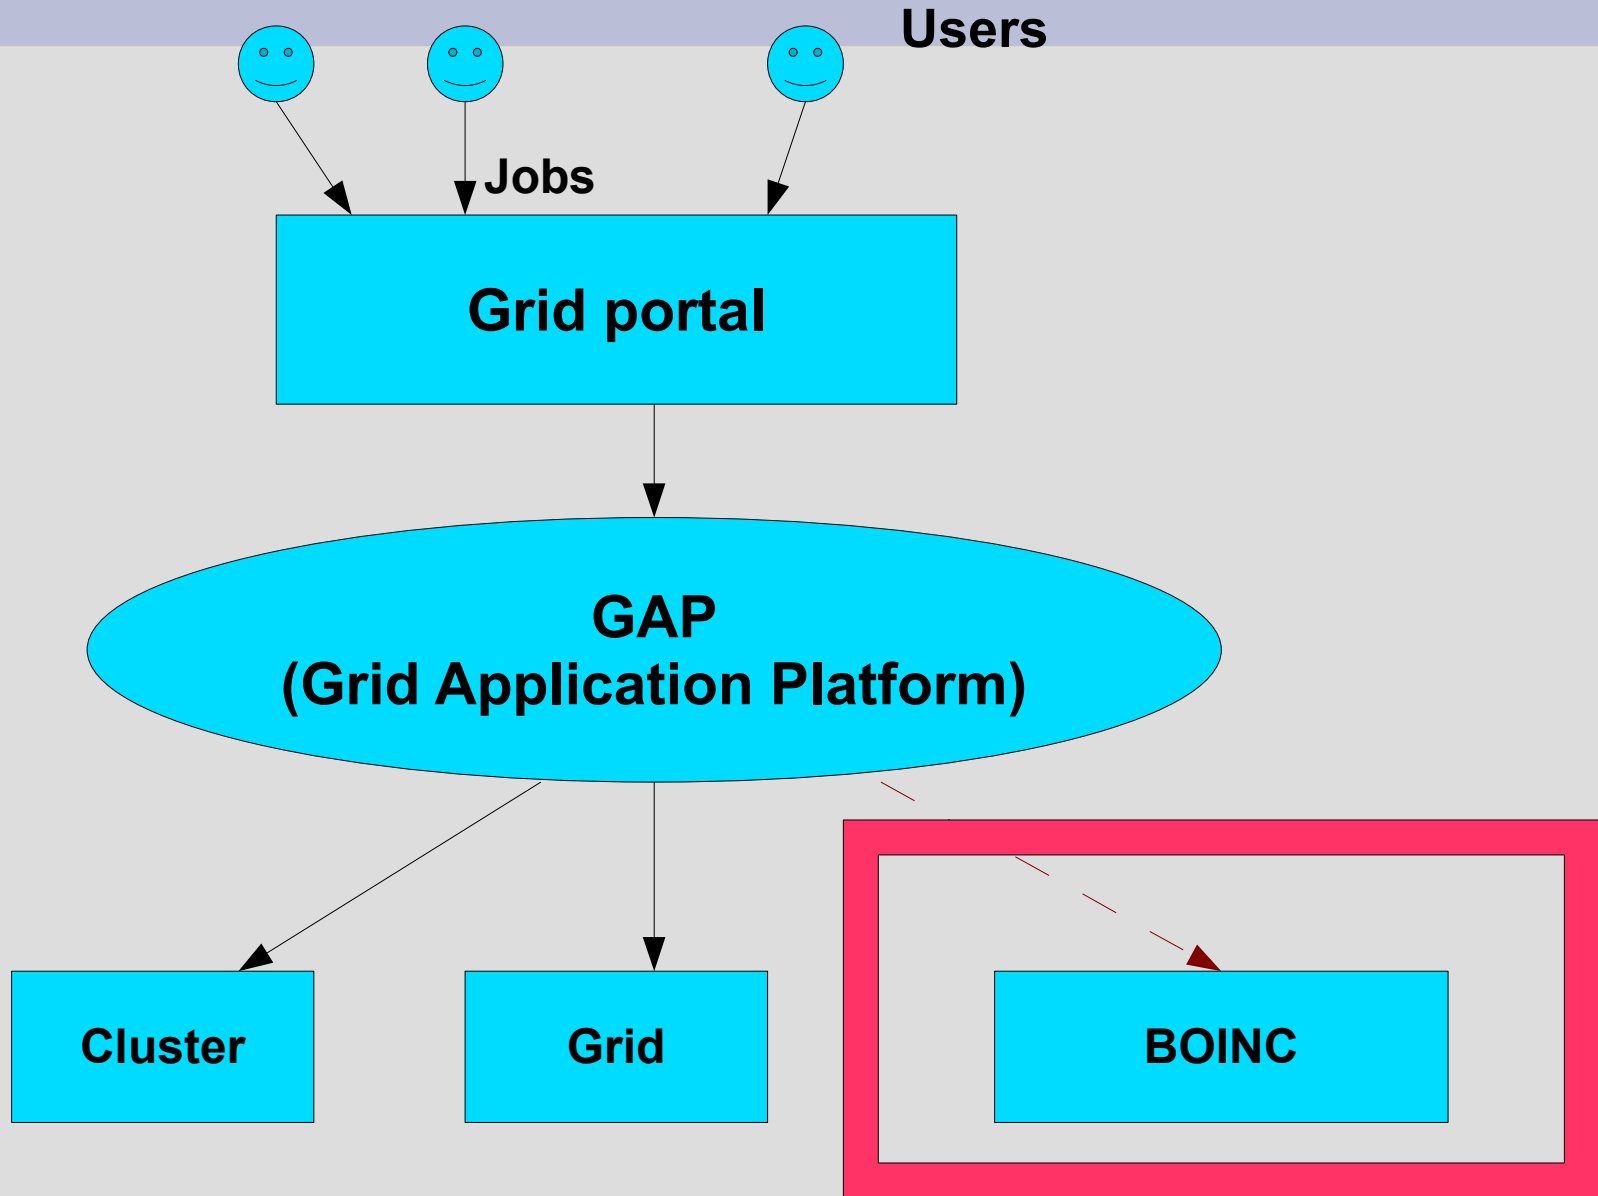 Users
Jobs
Grid portal
GAP
(Grid Application Platform)
Cluster
Grid
BOINC